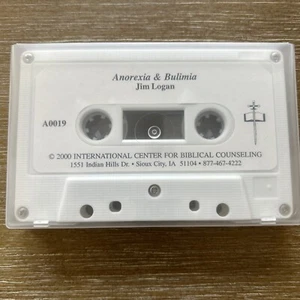 Anorexia & Bulimia
Jim Logan
A0019
© 2000 INTERNATIONAL CENTER FOR BIBLICAL COUNSELING
1551 Indian Hills Dr. • Sioux City, IA 51104 • 877-467-4222